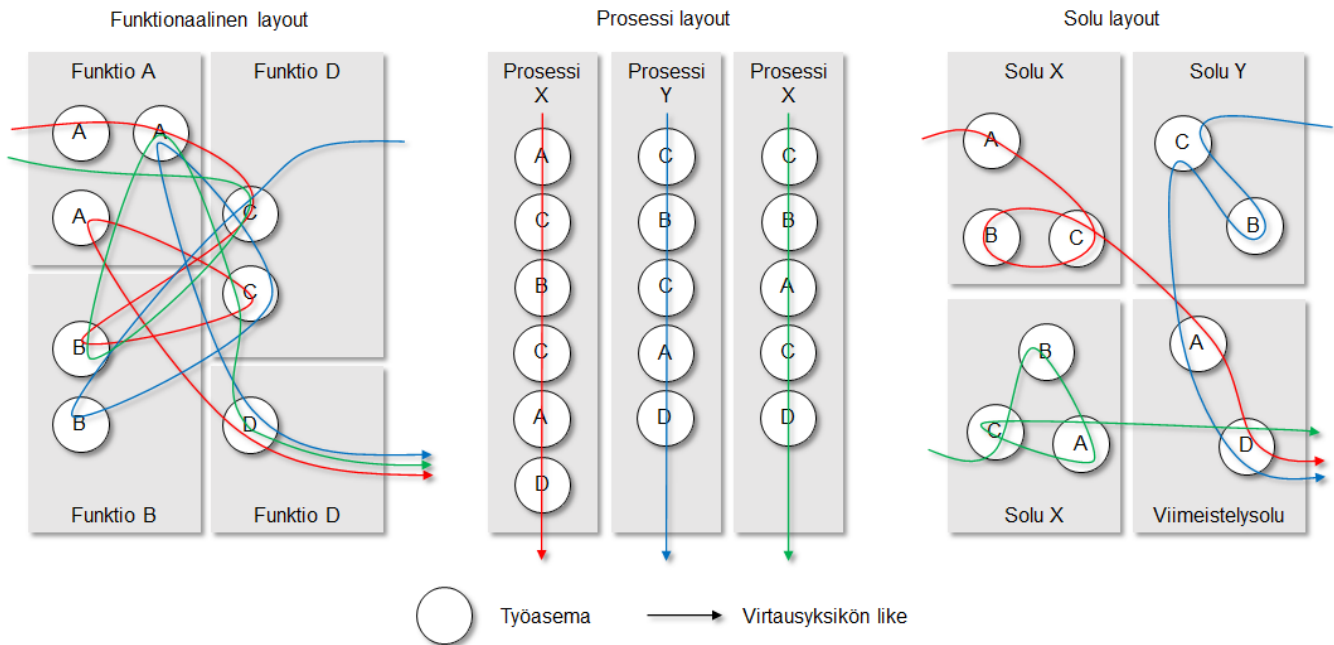 Funktionaalinen layout
Funktio A
Funktio D
A
A
A
C
C
B
B
D
Funktio B
Funktio D
Prosessi layout
Prosessi
X
A
C
B
C
A
D
Prosessi
Y
C
B
C
A
D
Prosessi
X
C
B
A
C
D
Solu layout
Solu X
A
B
C
Solu Y
C
B
B
C
A
Solu X
A
D
Viimeistelysolu
Työasema
Virtausyksikön like